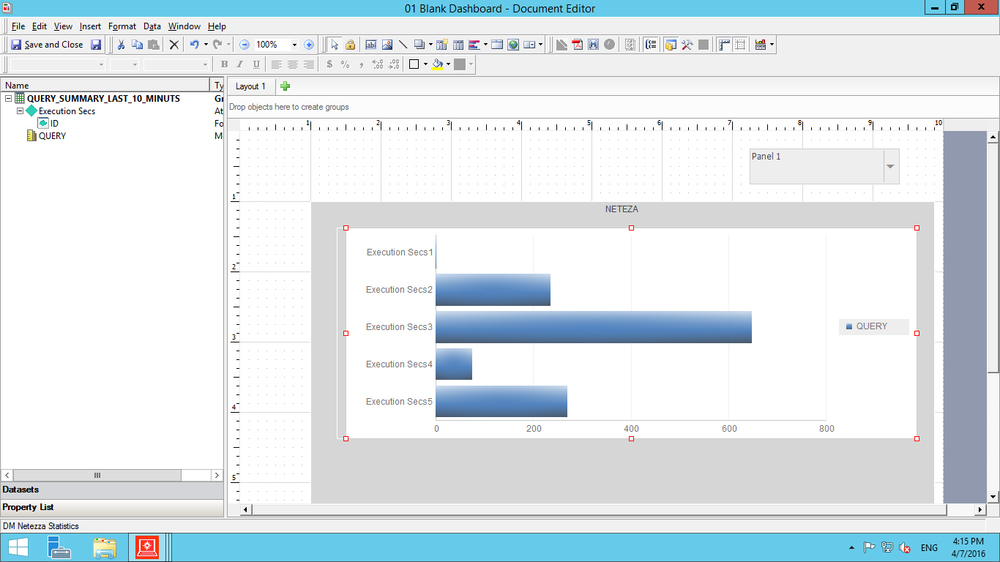 01 Blank Dashboard - Document Editor
File Edit View Insert Format Data Window Help
Save and Close 100%
B I U $ % ,
Name Ty
QUERY_SUMMARY_LAST_10_MINUTS Gr
Execution Secs At
ID Fo
QUERY M
Datasets
Property List
DM Netezza Statistics
Layout 1
Drop objects here to create groups
1 2 3 4 5 6 7 8 9 10
1
2
3
4
5
Panel 1
NETEZA
Execution Secs1
Execution Secs2
Execution Secs3
Execution Secs4
Execution Secs5
0 200 400 600 800
QUERY
ENG
4:15 PM
4/7/2016